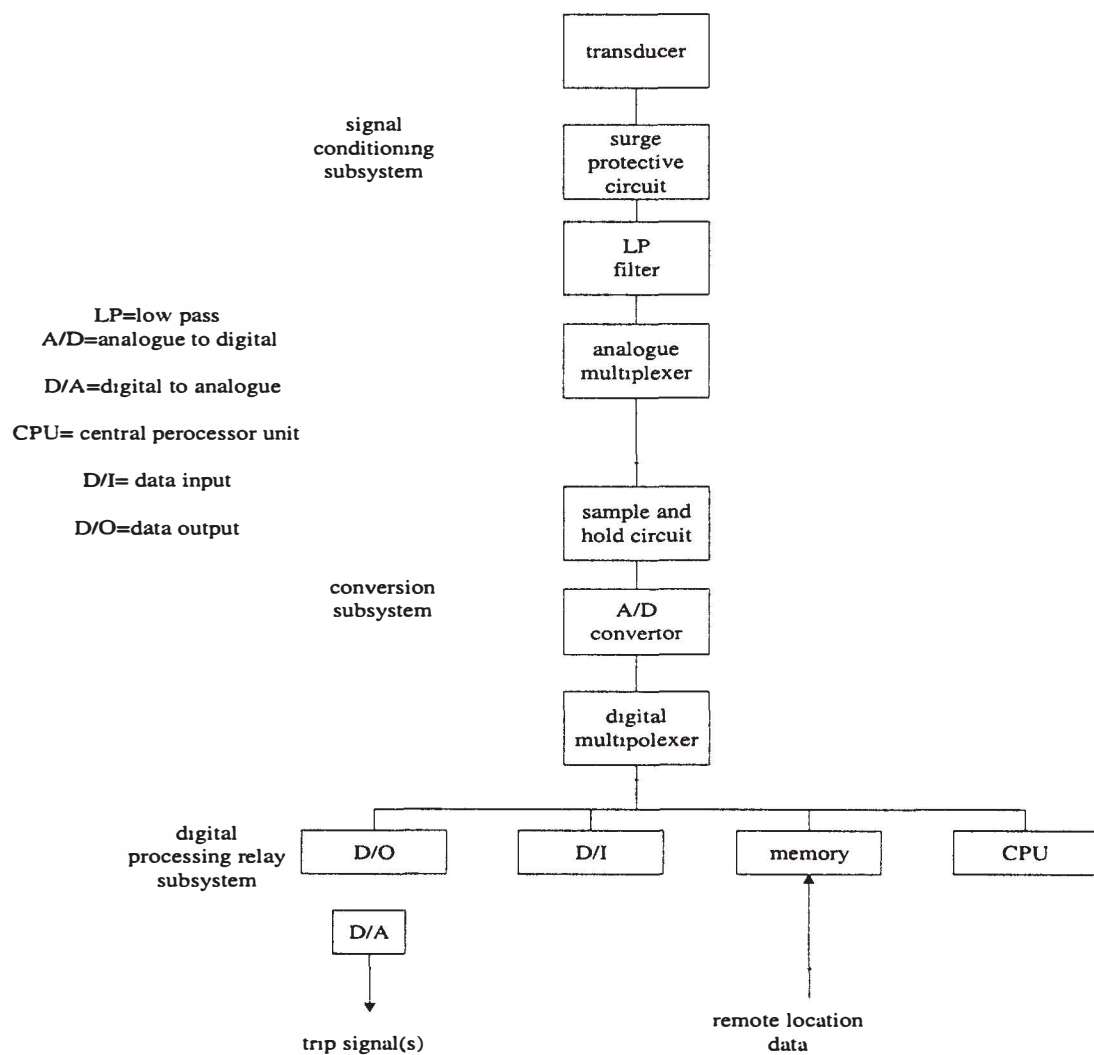 transducer
signal
conditioning
subsystem
surge
protective
circuit
LP
filter
LP=low pass
A/D=analogue to digital
D/A=digital to analogue
CPU= central perocessor unit
D/I= data input
D/O=data output
analogue
multiplexer
sample and
hold circuit
conversion
subsystem
A/D
convertor
digital
multipolexer
digital
processing relay
subsystem
D/O
D/I
memory
CPU
D/A
trip signal(s)
remote location
data